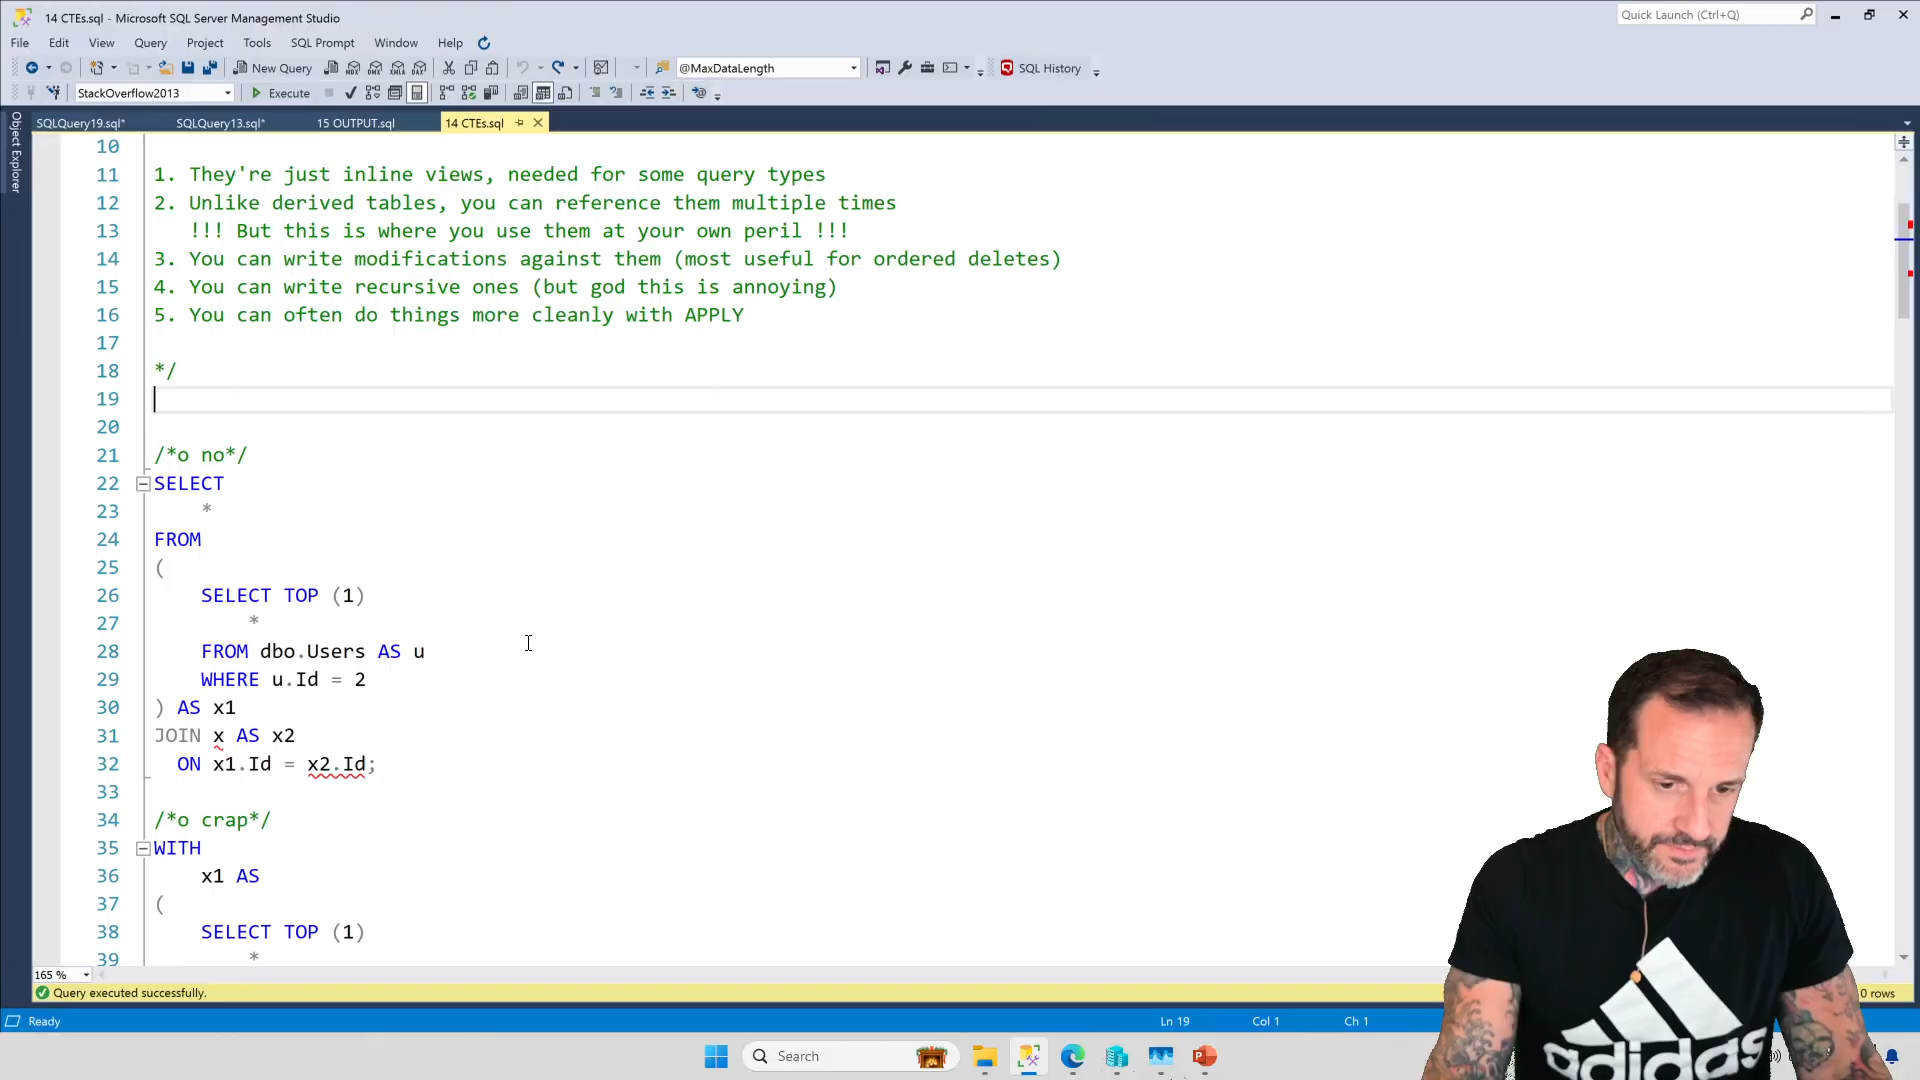 14 CTEs.sql - Microsoft SQL Server Management Studio
Quick Launch (Ctrl+Q)
File Edit View Query Project Tools SQL Prompt Window Help
New Query
MDX DMX XMLA DAX
@MaxDataLength
SQL History
StackOverflow2013
Execute
SQLQuery19.sql* SQLQuery13.sql* 15 OUTPUT.sql 14 CTEs.sql
Object Explorer
10
11 1. They're just inline views, needed for some query types
12 2. Unlike derived tables, you can reference them multiple times
13 !!! But this is where you use them at your own peril !!!
14 3. You can write modifications against them (most useful for ordered deletes)
15 4. You can write recursive ones (but god this is annoying)
16 5. You can often do things more cleanly with APPLY
17
18 */
19
20
21 /*o no*/
22 SELECT
23 *
24 FROM
25 (
26 SELECT TOP (1)
27 *
28 FROM dbo.Users AS u
29 WHERE u.Id = 2
30 ) AS x1
31 JOIN x AS x2
32 ON x1.Id = x2.Id;
33
34 /*o crap*/
35 WITH
36 x1 AS
37 (
38 SELECT TOP (1)
39 *
165 %
Query executed successfully.
0 rows
Ready
Ln 19 Col 1 Ch 1
Search
adidas